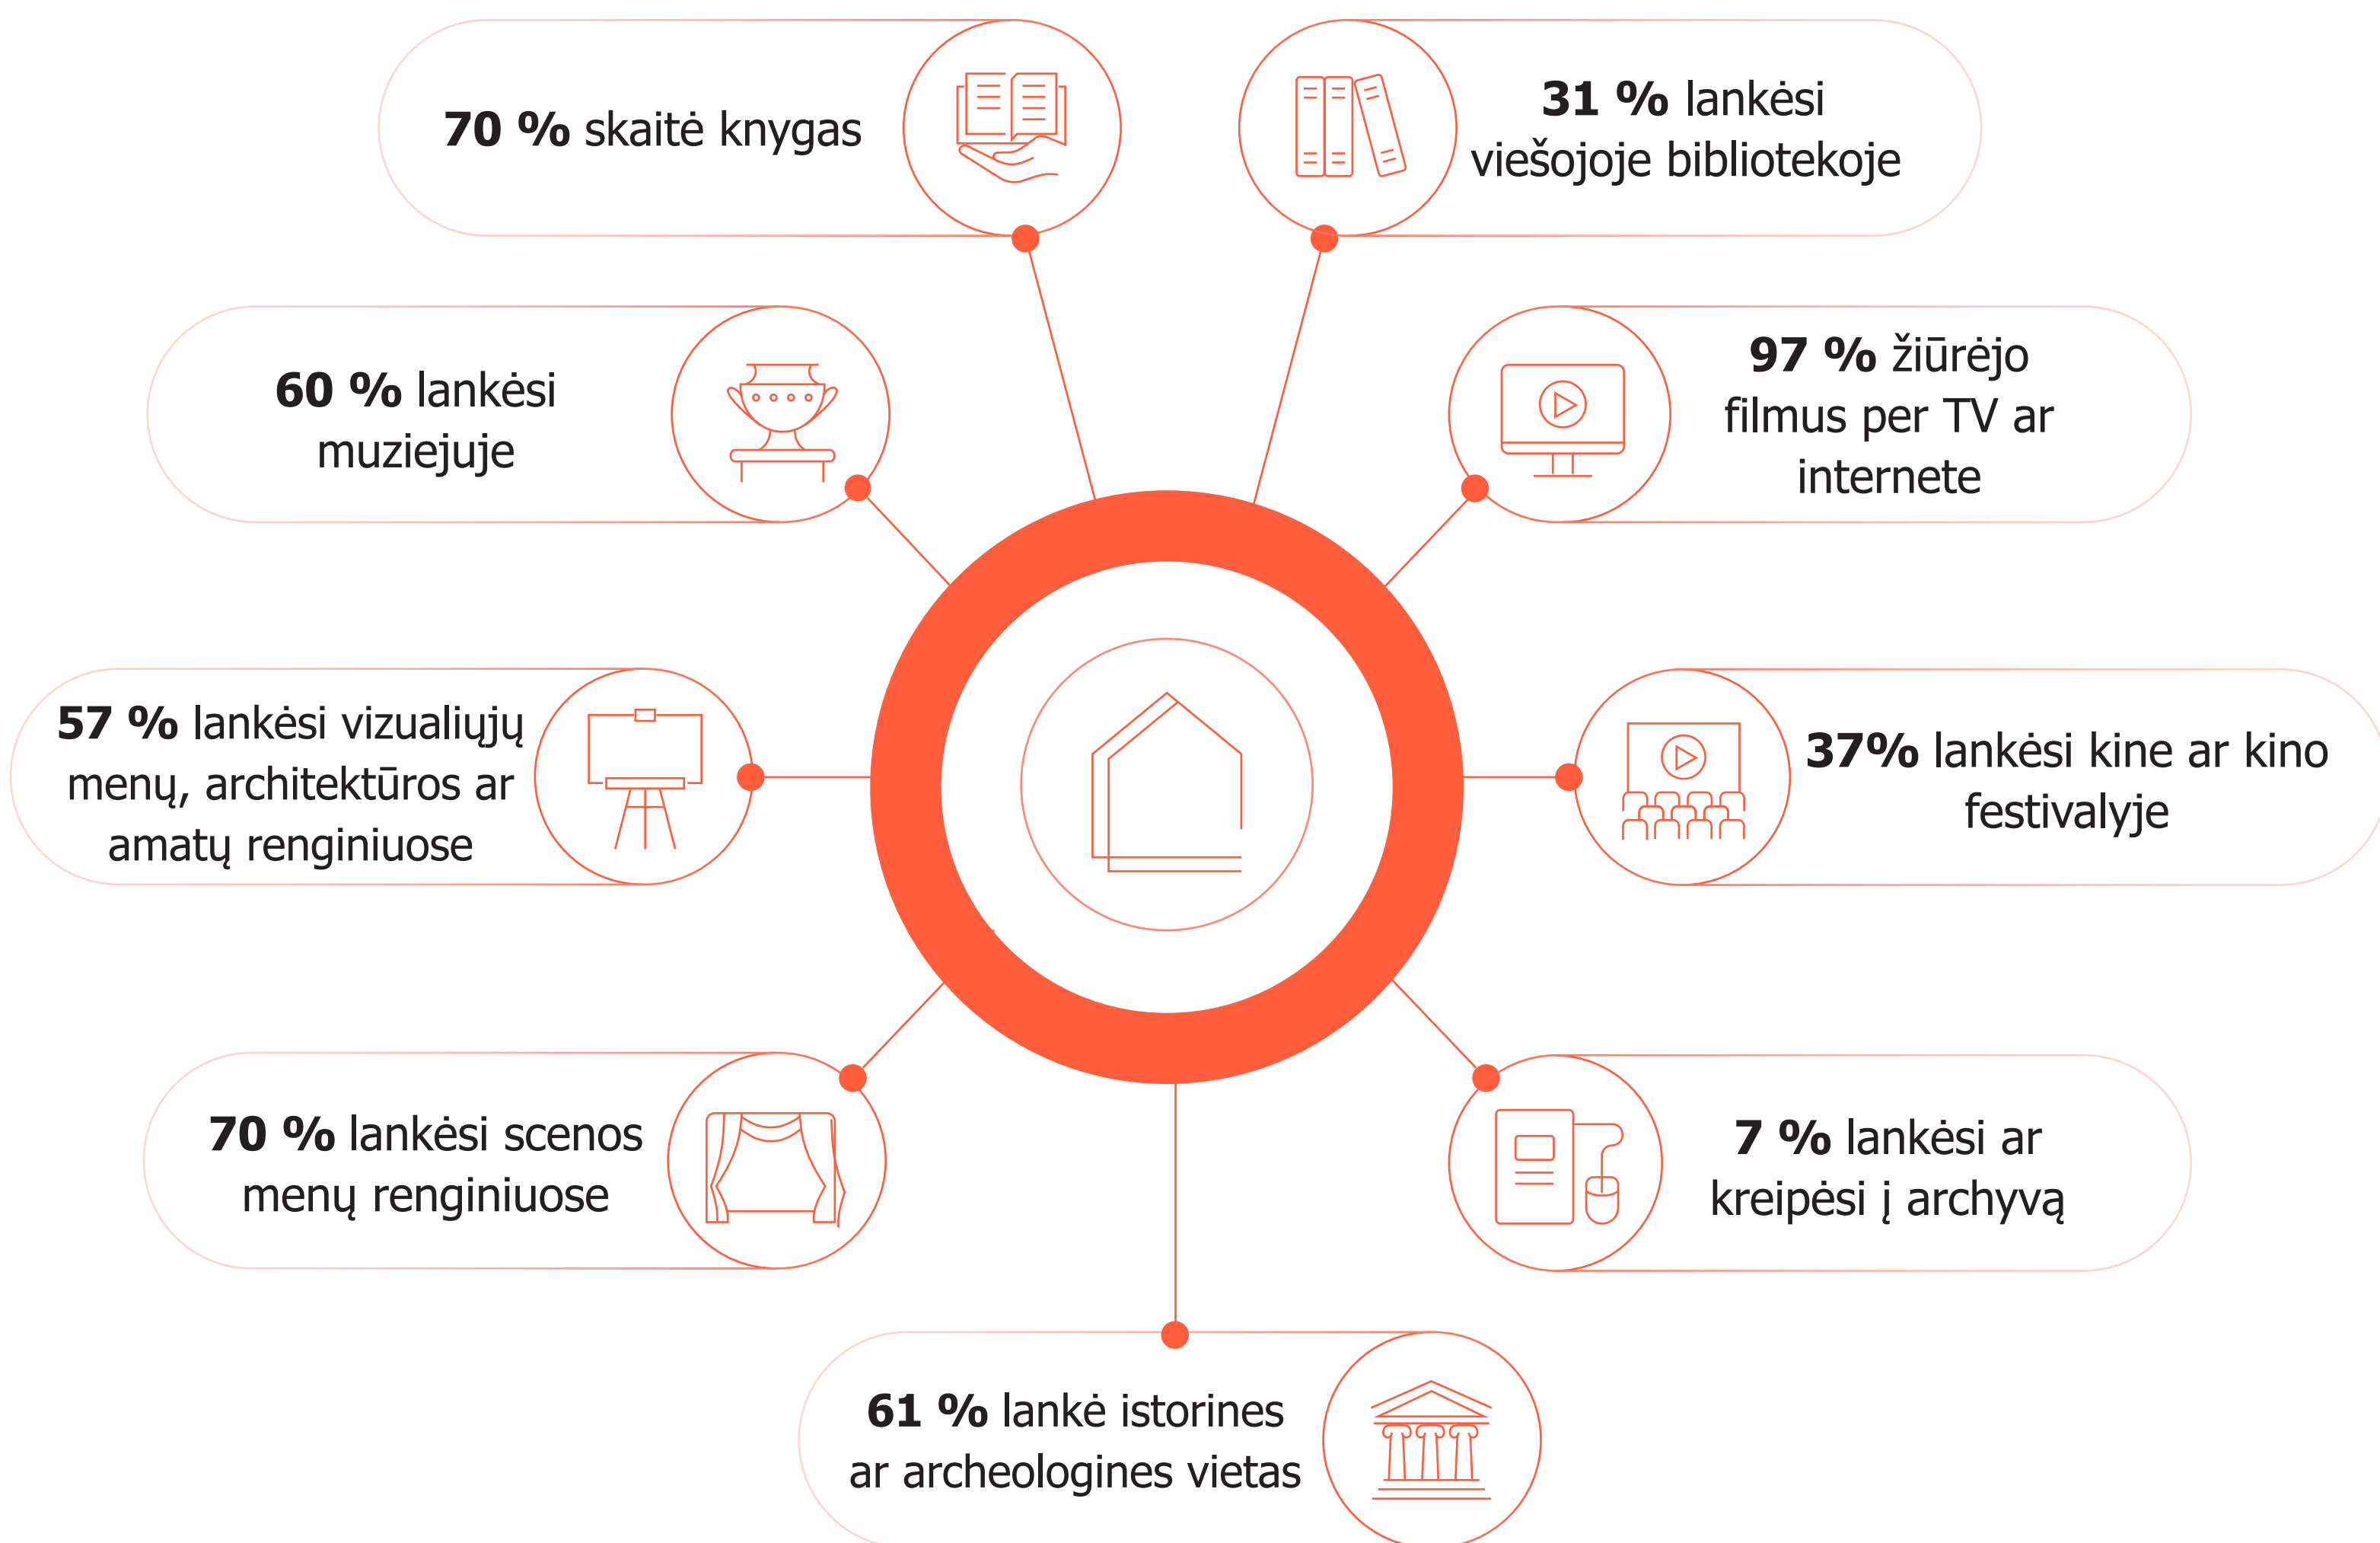 70 % skaitė knygas
31 % lankėsi
viešojoje bibliotekoje
60 % lankėsi
muziejuje
97 % žiūrėjo
filmus per TV ar
internete
57 % lankėsi vizualiųjų
menų, architektūros ar
amatų renginiuose
37% lankėsi kine ar kino
festivalyje
70 % lankėsi scenos
menų renginiuose
7 % lankėsi ar
kreipėsi į archyvą
61 % lankė istorines
ar archeologines vietas